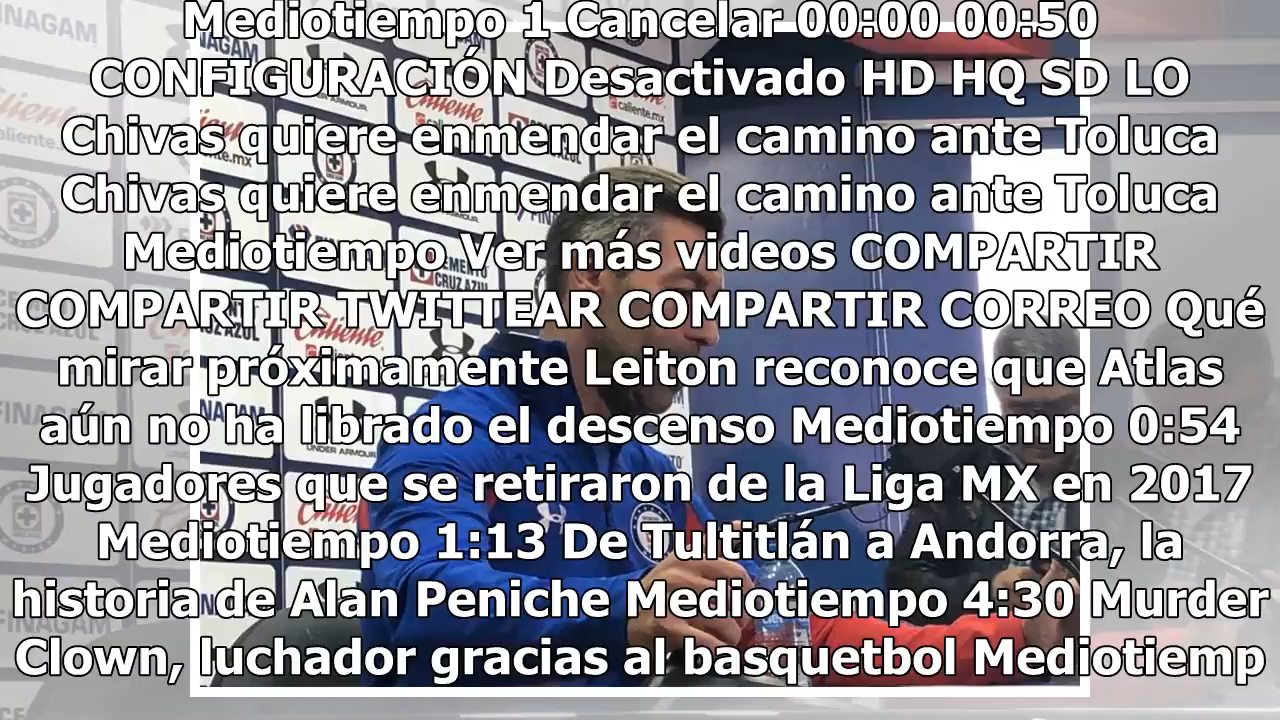 Mediotiempo 1 Cancelar 00:00 00:50
CONFIGURACIÓN Desactivado HD HQ SD LO
Chivas quiere enmendar el camino ante Toluca
Chivas quiere enmendar el camino ante Toluca
Mediotiempo Ver más videos COMPARTIR
COMPARTIR TWITTEAR COMPARTIR CORREO Qué
mirar próximamente Leiton reconoce que Atlas
aún no ha librado el descenso Mediotiempo 0:54
Jugadores que se retiraron de la Liga MX en 2017
Mediotiempo 1:13 De Tultitlán a Andorra, la
historia de Alan Peniche Mediotiempo 4:30 Murder
Clown, luchador gracias al basquetbol Mediotiemp